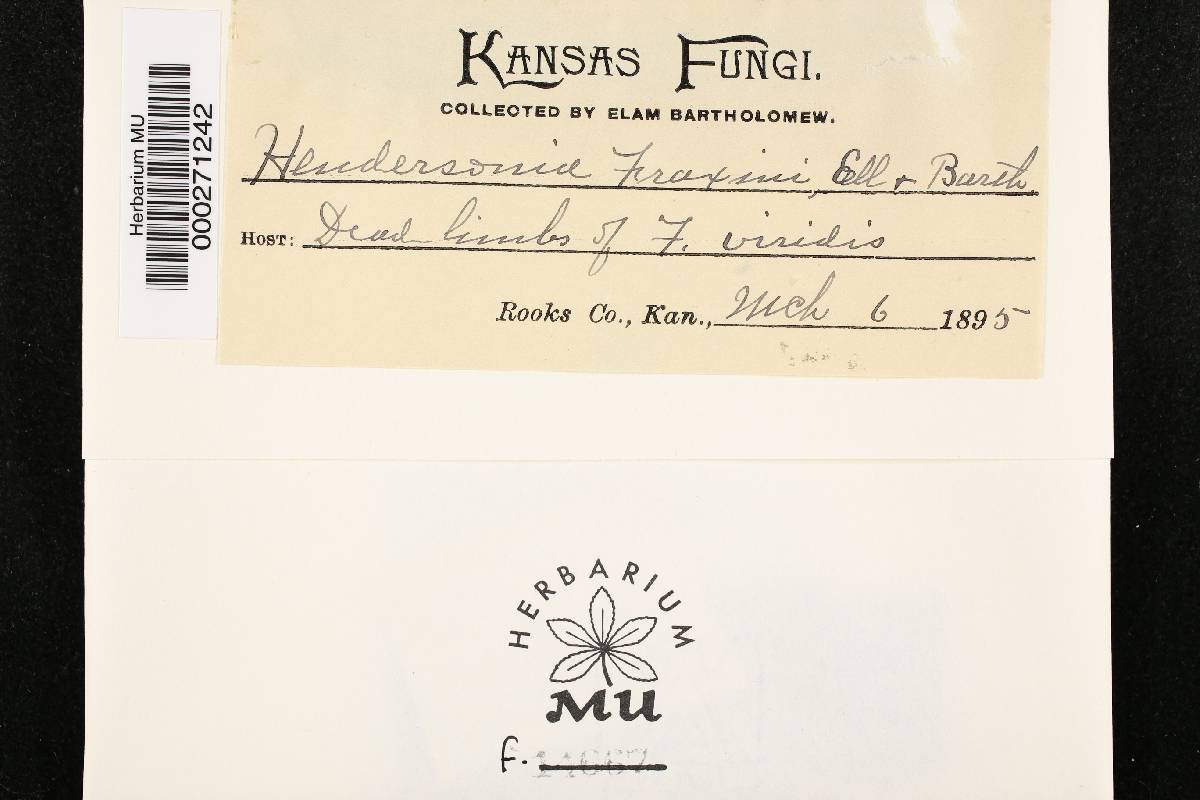 KANSAS FUNGI.
COLLECTED BY ELAM BARTHOLOMEW.
Hendersonia Fraxini, Ell & Barth
HOST: Dead limbs of F. viridis
Rooks Co., Kan., Mch 6 1895
Herbarium MU
000271242
HERBARIUM
MU
f. 14667